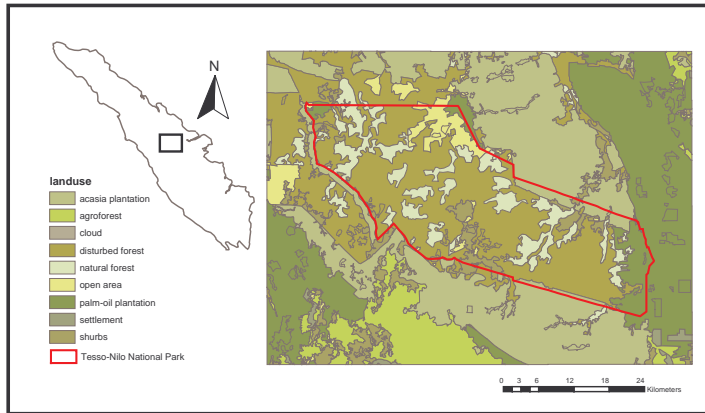 N
landuse
acasia plantation
agroforest
cloud
disturbed forest
natural forest
open area
palm-oil plantation
settlement
shurbs
Tesso-Nilo National Park
0 3 6 12 18 24
Kilometers